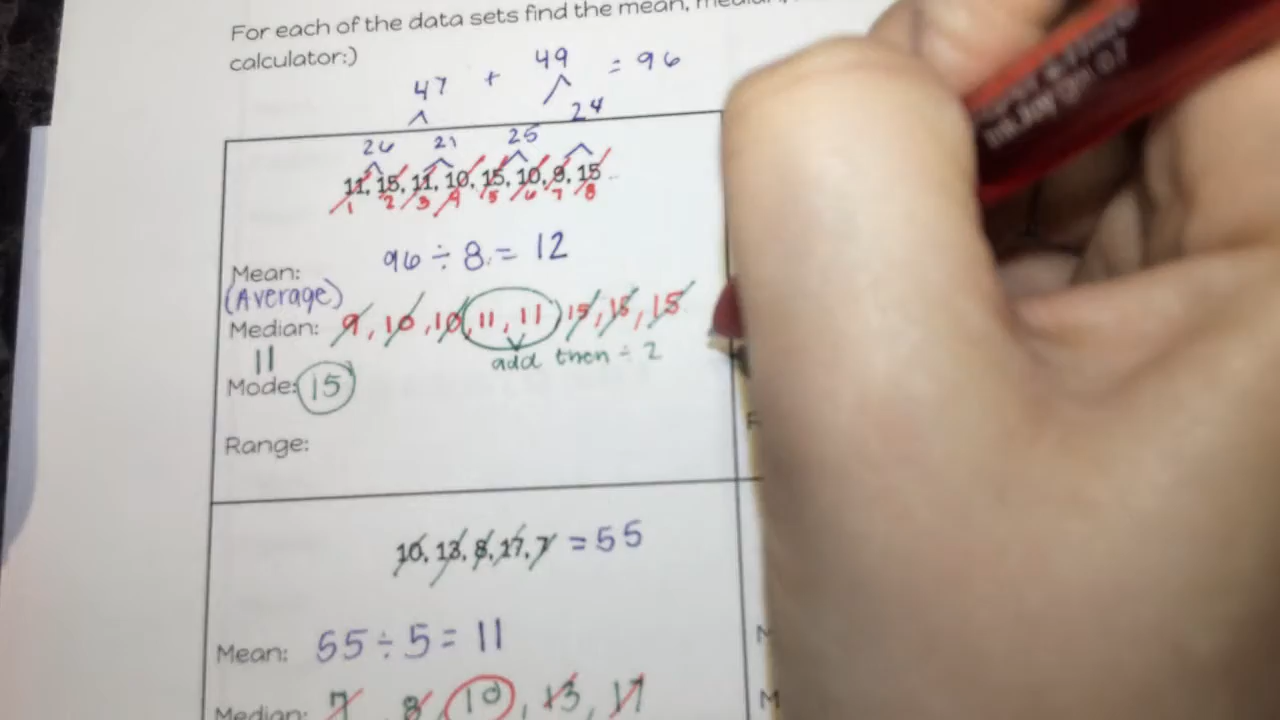 For each of the data sets find the mean, median,
calculator:)
47 + 49 = 96
24
26 21 25
11, 15, 11, 10, 15, 10, 9, 15
1 2 3 4 5 6 7 8
96 ÷ 8 = 12
Mean:
(Average)
Median: 9, 10, 10, 11, 11, 15, 15, 15
11
add then ÷ 2
Mode: 15
Range:
10, 13, 8, 17, 7 = 55
Mean: 55 ÷ 5 = 11
Median: 7, 8, 10, 13, 17